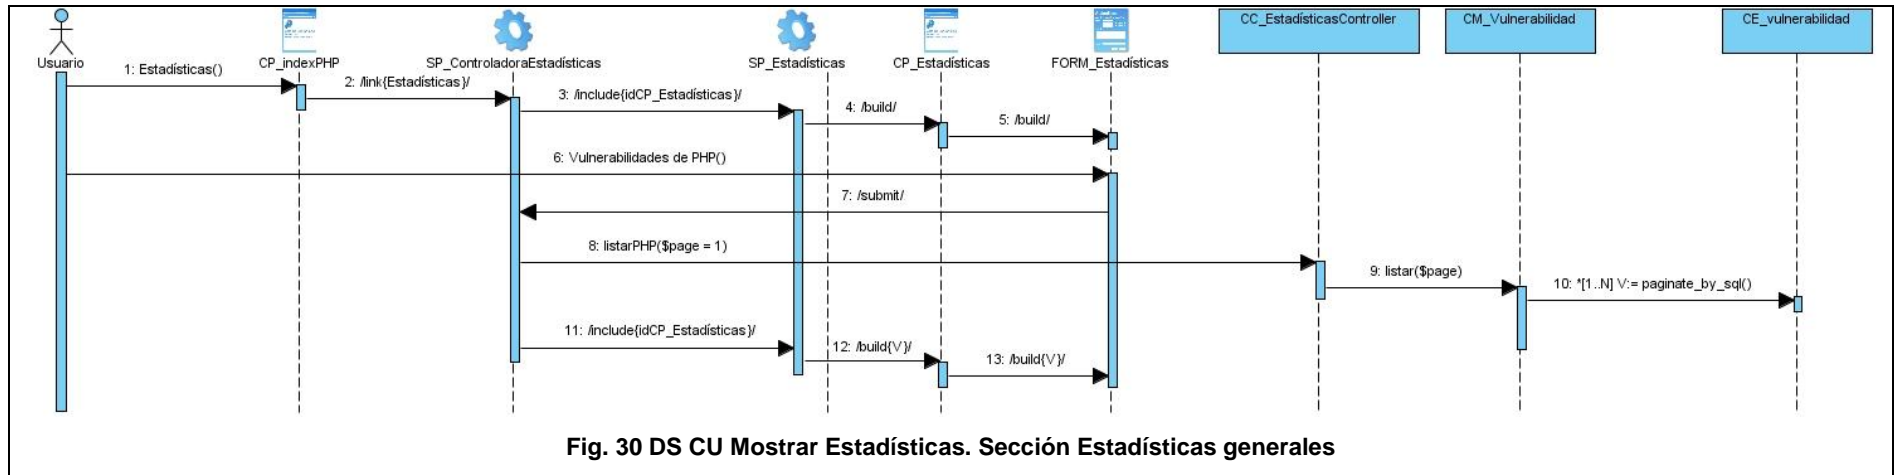 CC_EstadísticasController
CM_Vulnerabilidad
CE_vulnerabilidad
Usuario
CP_indexPHP
SP_ControladoraEstadísticas
SP_Estadísticas
CP_Estadísticas
FORM_Estadísticas
1: Estadísticas()
2: /link{Estadísticas}/
3: /include{idCP_Estadísticas}/
4: /build/
5: /build/
6: Vulnerabilidades de PHP()
7: /submit/
8: listarPHP($page = 1)
9: listar($page)
10: *[1..N] V:= paginate_by_sql()
11: /include{idCP_Estadísticas}/
12: /build{V}/
13: /build{V}/
Fig. 30 DS CU Mostrar Estadísticas. Sección Estadísticas generales